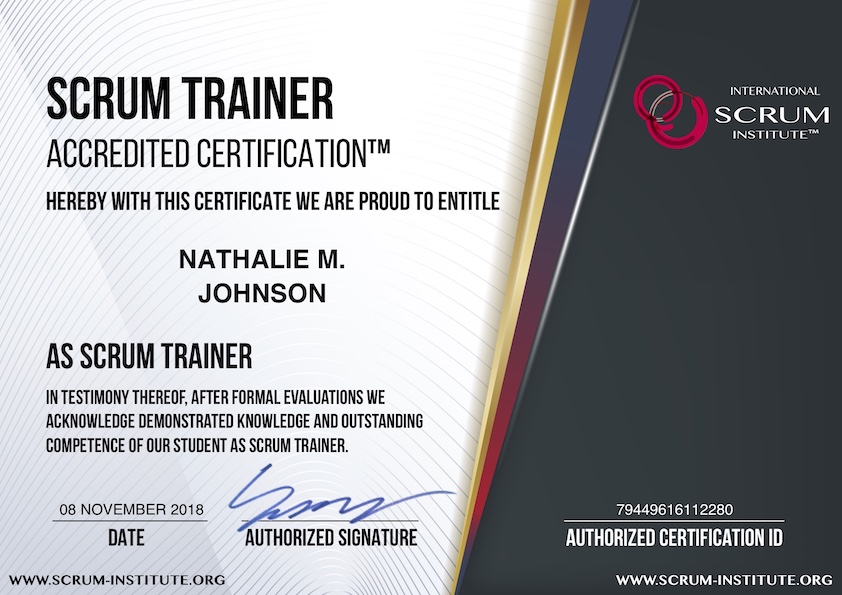 SCRUM TRAINER
ACCREDITED CERTIFICATION™
HEREBY WITH THIS CERTIFICATE WE ARE PROUD TO ENTITLE
NATHALIE M.
JOHNSON
AS SCRUM TRAINER
IN TESTIMONY THEREOF, AFTER FORMAL EVALUATIONS WE
ACKNOWLEDGE DEMONSTRATED KNOWLEDGE AND OUTSTANDING
COMPETENCE OF OUR STUDENT AS SCRUM TRAINER.
08 NOVEMBER 2018
DATE
AUTHORIZED SIGNATURE
WWW.SCRUM-INSTITUTE.ORG
INTERNATIONAL
SCRUM
INSTITUTE™
79449616112280
AUTHORIZED CERTIFICATION ID
WWW.SCRUM-INSTITUTE.ORG